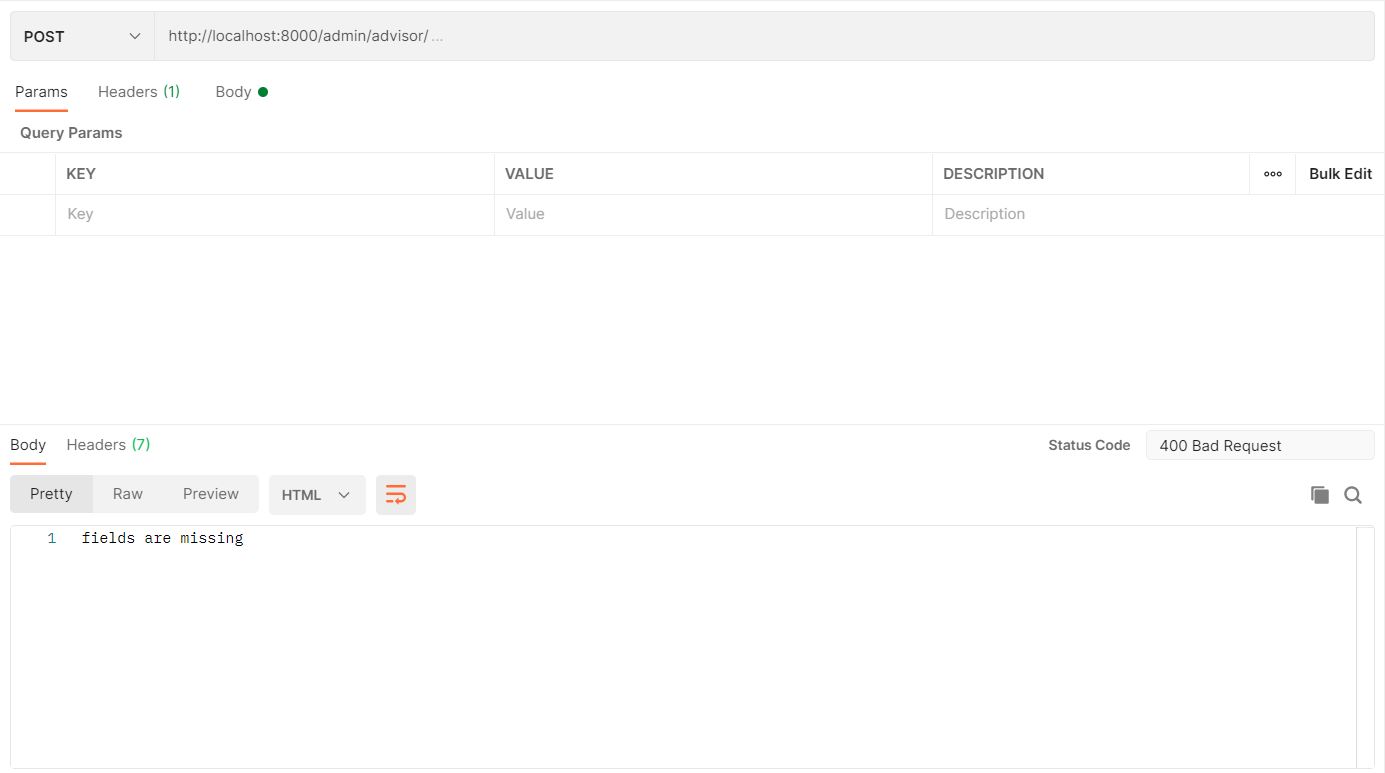 POST http://localhost:8000/admin/advisor/ ...
Params Headers (1) Body
Query Params
KEY VALUE DESCRIPTION ooo Bulk Edit
Key Value Description
Body Headers (7) Status Code 400 Bad Request
Pretty Raw Preview HTML
1 fields are missing